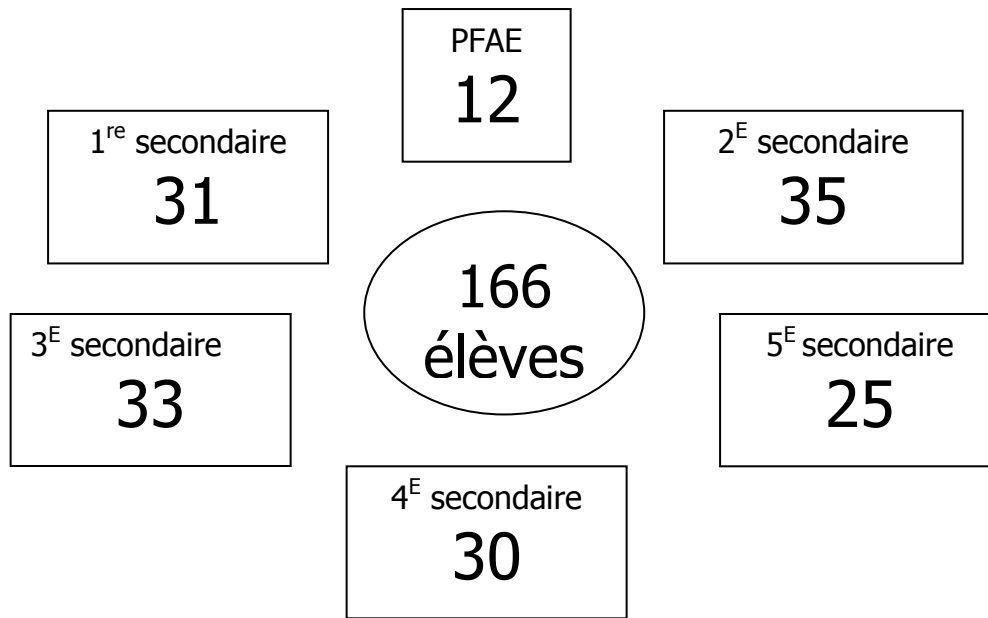 PFAE
12
1re secondaire
31
2E secondaire
35
166
élèves
3E secondaire
33
5E secondaire
25
4E secondaire
30